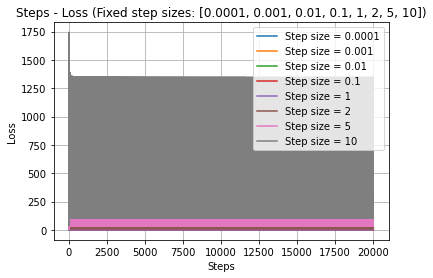 Steps - Loss (Fixed step sizes: [0.0001, 0.001, 0.01, 0.1, 1, 2, 5, 10])
1750
1500
1250
1000
750
500
250
0
Loss
Step size = 0.0001
Step size = 0.001
Step size = 0.01
Step size = 0.1
Step size = 1
Step size = 2
Step size = 5
Step size = 10
0 2500 5000 7500 10000 12500 15000 17500 20000
Steps